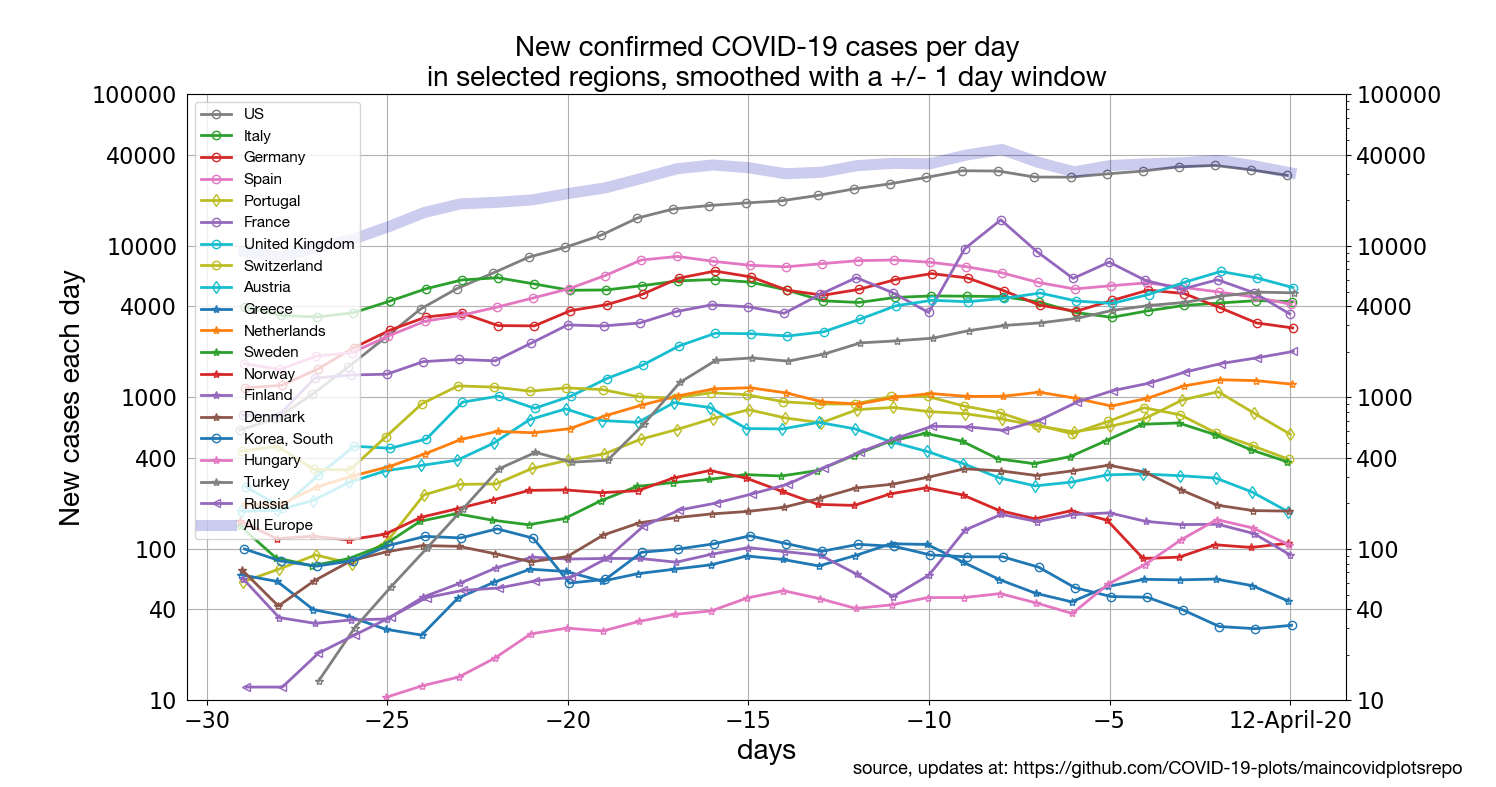 New confirmed COVID-19 cases per day
in selected regions, smoothed with a +/- 1 day window
New cases each day
100000
40000
10000
4000
1000
400
100
40
10
US
Italy
Germany
Spain
Portugal
France
United Kingdom
Switzerland
Austria
Greece
Netherlands
Sweden
Norway
Finland
Denmark
Korea, South
Hungary
Turkey
Russia
All Europe
100000
40000
10000
4000
1000
400
100
40
10
−30 −25 −20 −15 −10 −5 12-April-20
days
source, updates at: https://github.com/COVID-19-plots/maincovidplotsrepo